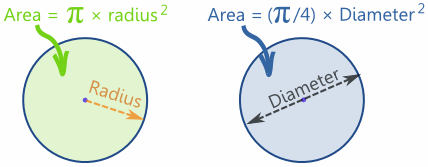 Area = π × radius²
Area = (π/4) × Diameter²
Radius
Diameter